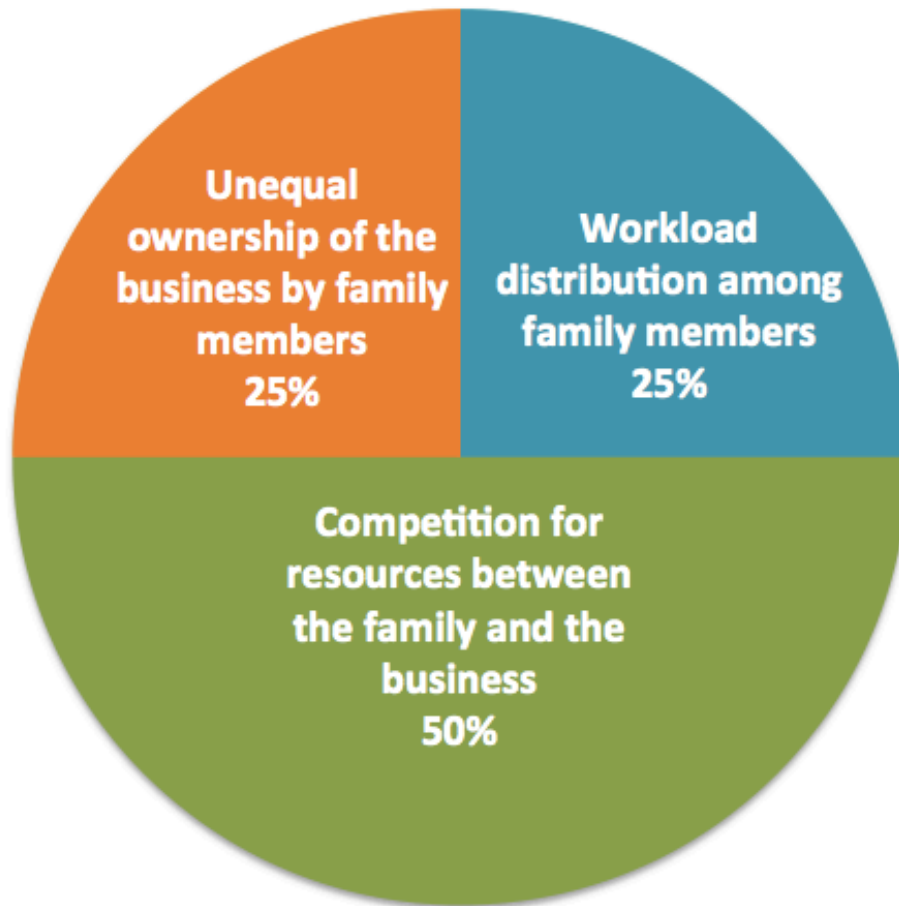 Unequal
ownership of the
business by family
members
25%
Workload
distribution among
family members
25%
Competition for
resources between
the family and the
business
50%